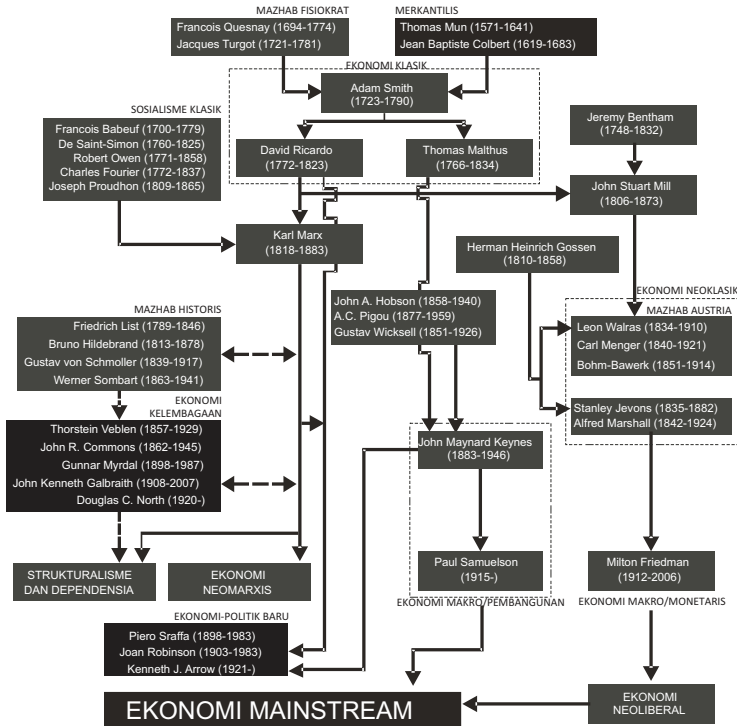 MAZHAB FISIOKRAT
Francois Quesnay (1694-1774)
Jacques Turgot (1721-1781)
MERKANTILIS
Thomas Mun (1571-1641)
Jean Baptiste Colbert (1619-1683)
EKONOMI KLASIK
Adam Smith
(1723-1790)
David Ricardo
(1772-1823)
Thomas Malthus
(1766-1834)
SOSIALISME KLASIK
Francois Babeuf (1700-1779)
De Saint-Simon (1760-1825)
Robert Owen (1771-1858)
Charles Fourier (1772-1837)
Joseph Proudhon (1809-1865)
Jeremy Bentham
(1748-1832)
John Stuart Mill
(1806-1873)
Karl Marx
(1818-1883)
Herman Heinrich Gossen
(1810-1858)
John A. Hobson (1858-1940)
A.C. Pigou (1877-1959)
Gustav Wicksell (1851-1926)
EKONOMI NEOKLASIK
MAZHAB AUSTRIA
Leon Walras (1834-1910)
Carl Menger (1840-1921)
Bohm-Bawerk (1851-1914)
Stanley Jevons (1835-1882)
Alfred Marshall (1842-1924)
MAZHAB HISTORIS
Friedrich List (1789-1846)
Bruno Hildebrand (1813-1878)
Gustav von Schmoller (1839-1917)
Werner Sombart (1863-1941)
EKONOMI
KELEMBAGAAN
Thorstein Veblen (1857-1929)
John R. Commons (1862-1945)
Gunnar Myrdal (1898-1987)
John Kenneth Galbraith (1908-2007)
Douglas C. North (1920-)
John Maynard Keynes
(1883-1946)
STRUKTURALISME
DAN DEPENDENSIA
EKONOMI
NEOMARXIS
Paul Samuelson
(1915-)
EKONOMI MAKRO/PEMBANGUNAN
Milton Friedman
(1912-2006)
EKONOMI MAKRO/MONETARIS
EKONOMI-POLITIK BARU
Piero Sraffa (1898-1983)
Joan Robinson (1903-1983)
Kenneth J. Arrow (1921-)
EKONOMI MAINSTREAM
EKONOMI
NEOLIBERAL